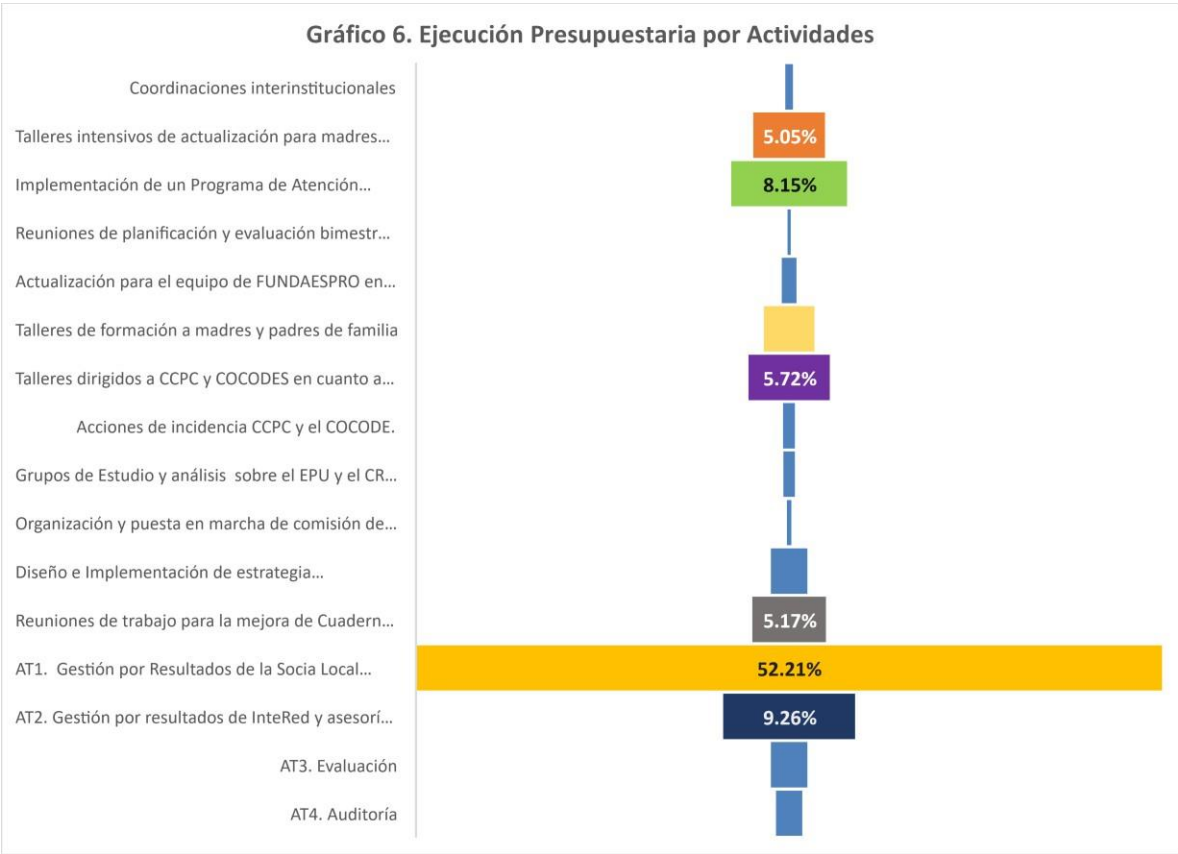 Gráfico 6. Ejecución Presupuestaria por Actividades
Coordinaciones interinstitucionales
Talleres intensivos de actualización para madres...
5.05%
Implementación de un Programa de Atención...
8.15%
Reuniones de planificación y evaluación bimestr...
Actualización para el equipo de FUNDAESPRO en...
Talleres de formación a madres y padres de familia
Talleres dirigidos a CCPC y COCODES en cuanto a...
5.72%
Acciones de incidencia CCPC y el COCODE.
Grupos de Estudio y análisis sobre el EPU y el CR...
Organización y puesta en marcha de comisión de...
Diseño e Implementación de estrategia...
Reuniones de trabajo para la mejora de Cuadern...
5.17%
AT1. Gestión por Resultados de la Socia Local...
52.21%
AT2. Gestión por resultados de InteRed y asesorí...
9.26%
AT3. Evaluación
AT4. Auditoría